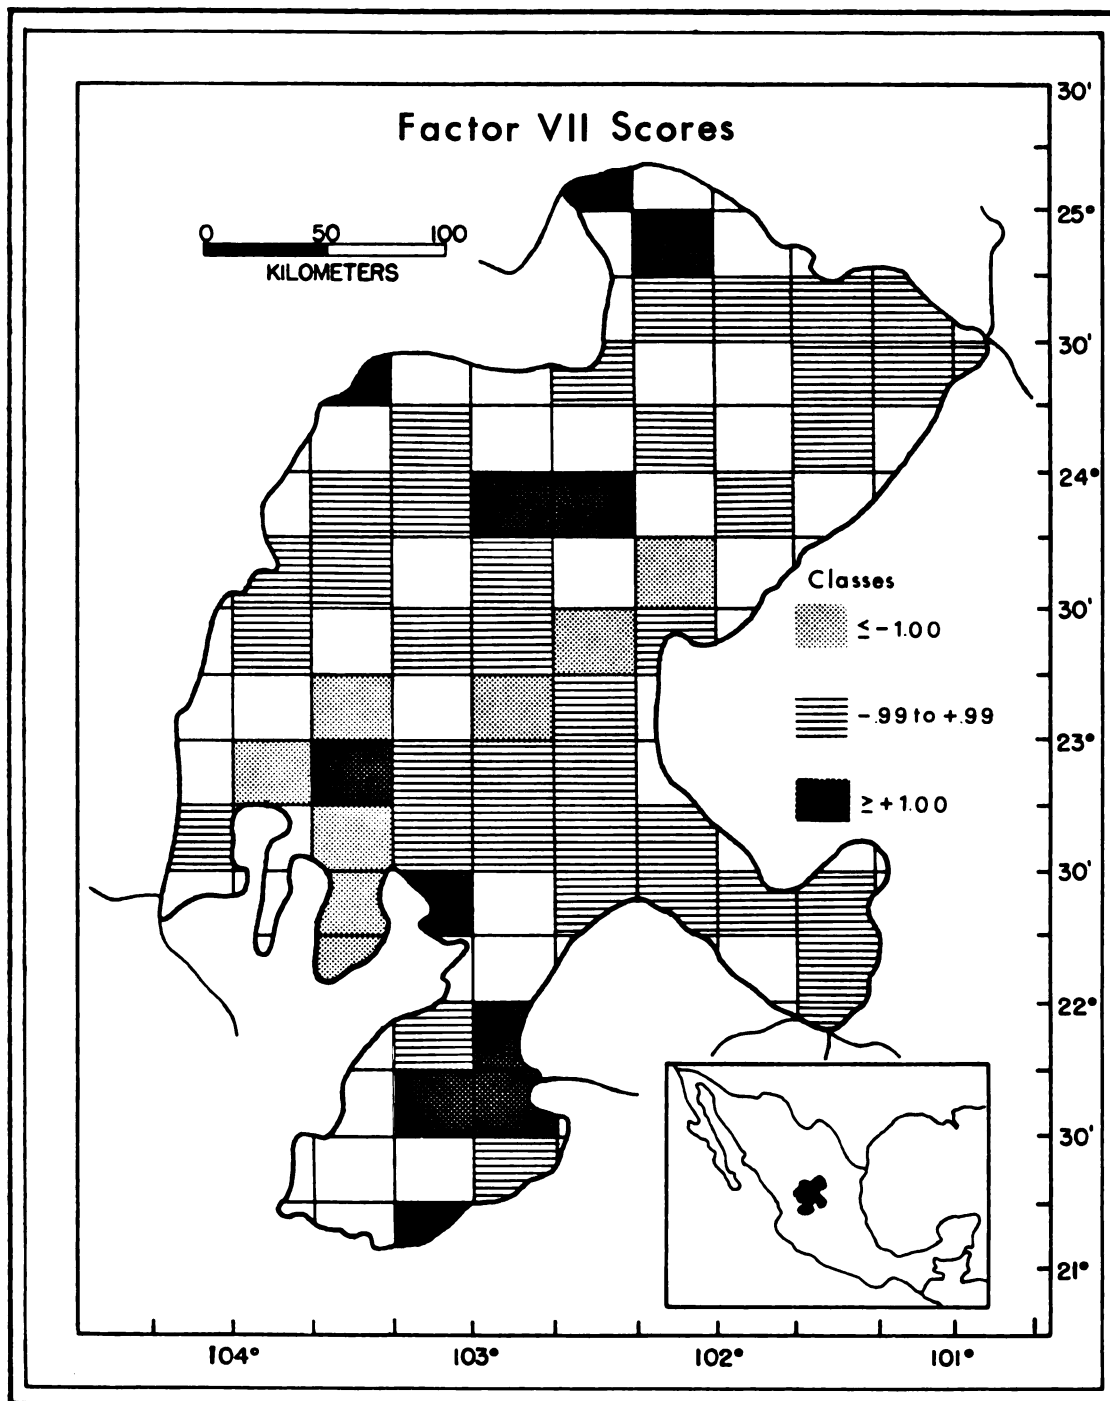 Factor VII Scores
0 50 100
KILOMETERS
30'
25°
30'
24°
30'
23°
30'
22°
30'
21°
Classes
≤ -1.00
-.99 to +.99
≥ +1.00
104° 103° 102° 101°